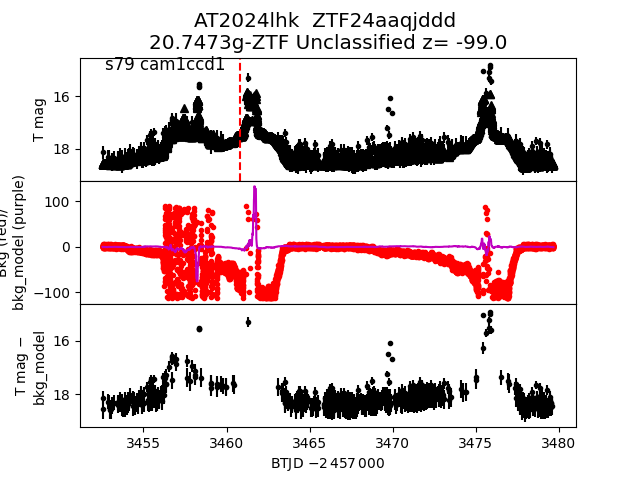 AT2024lhk  ZTF24aaqjddd
20.7473g-ZTF Unclassified z= -99.0
s79 cam1ccd1
T mag
16
18
Bkg (red)/
bkg_model (purple)
100
0
−100
T mag −
bkg_model
16
18
3455
3460
3465
3470
3475
3480
BTJD −2 457 000